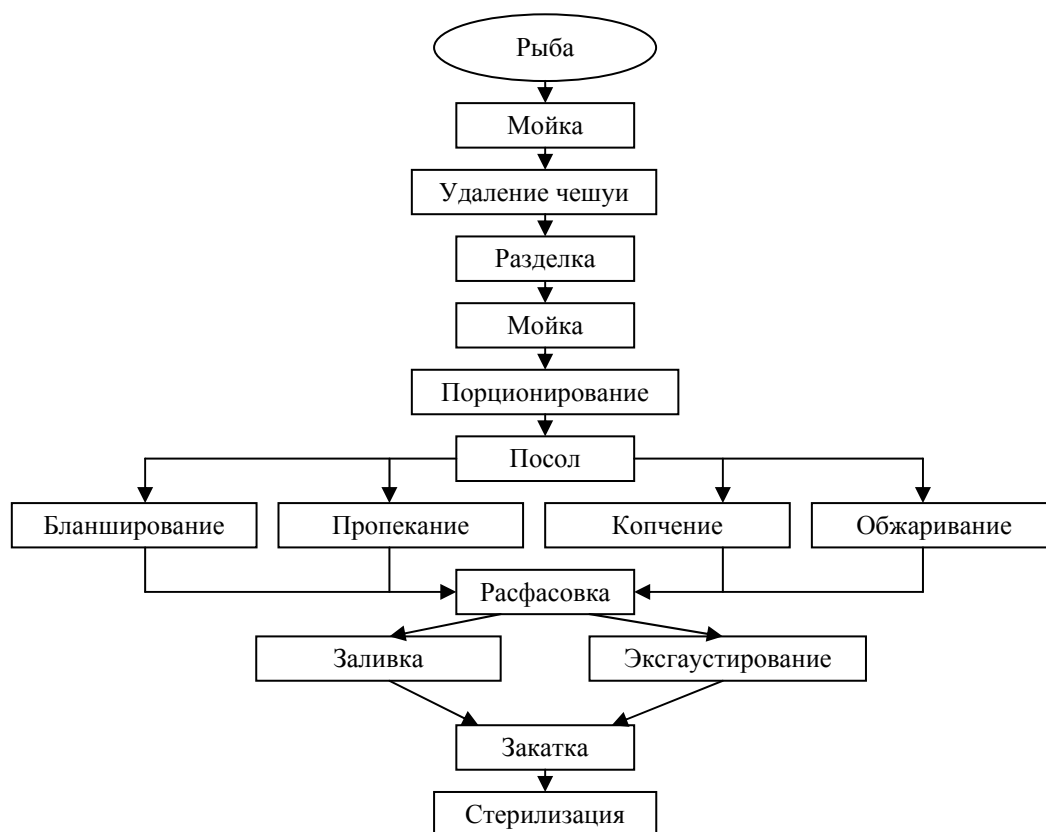 Рыба
Мойка
Удаление чешуи
Разделка
Мойка
Порционирование
Посол
Бланширование
Пропекание
Копчение
Обжаривание
Расфасовка
Заливка
Эксгаустирование
Закатка
Стерилизация